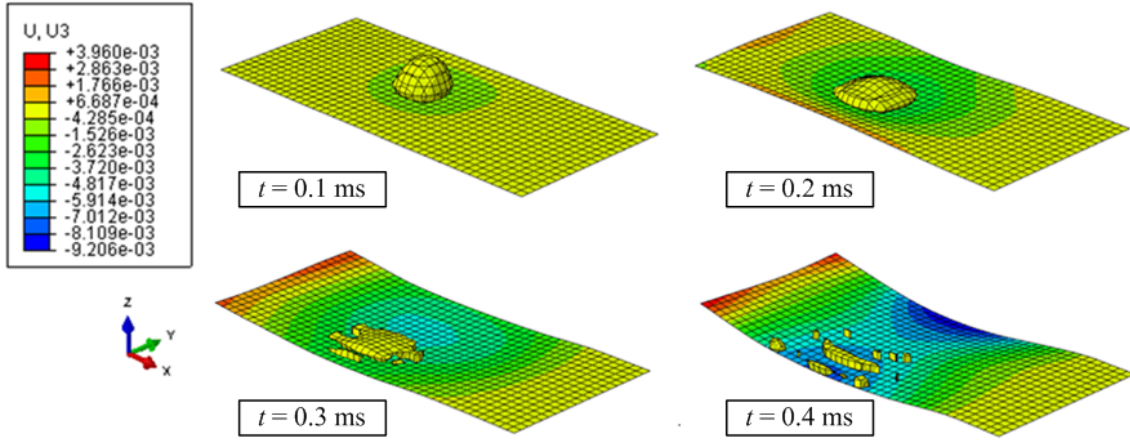 U, U3
+3.960e-03
+2.863e-03
+1.766e-03
+6.687e-04
-4.285e-04
-1.526e-03
-2.623e-03
-3.720e-03
-4.817e-03
-5.914e-03
-7.012e-03
-8.109e-03
-9.206e-03
t = 0.1 ms
t = 0.2 ms
Z
Y
X
t = 0.3 ms
t = 0.4 ms